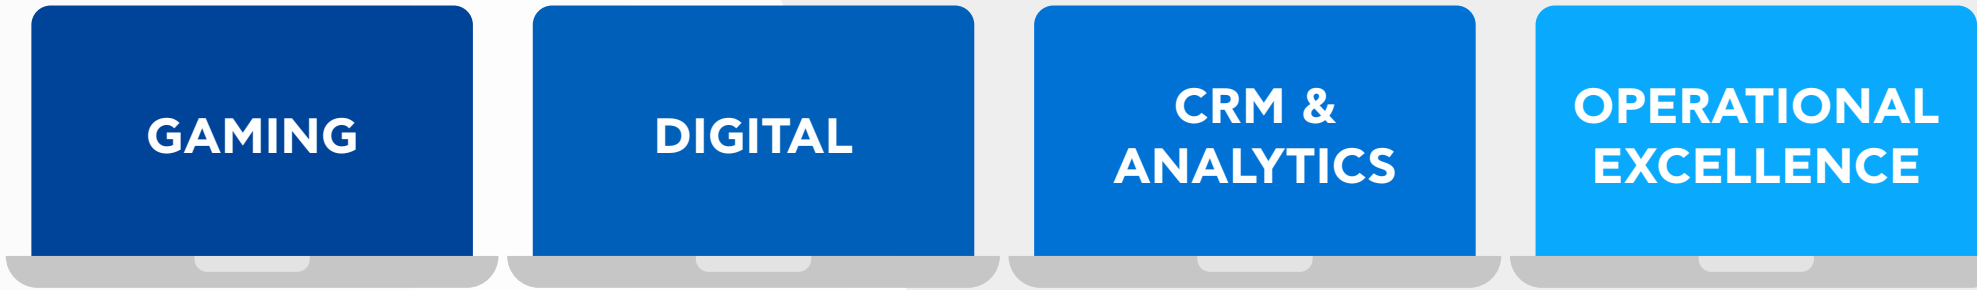 GAMING
DIGITAL
CRM &
ANALYTICS
OPERATIONAL
EXCELLENCE